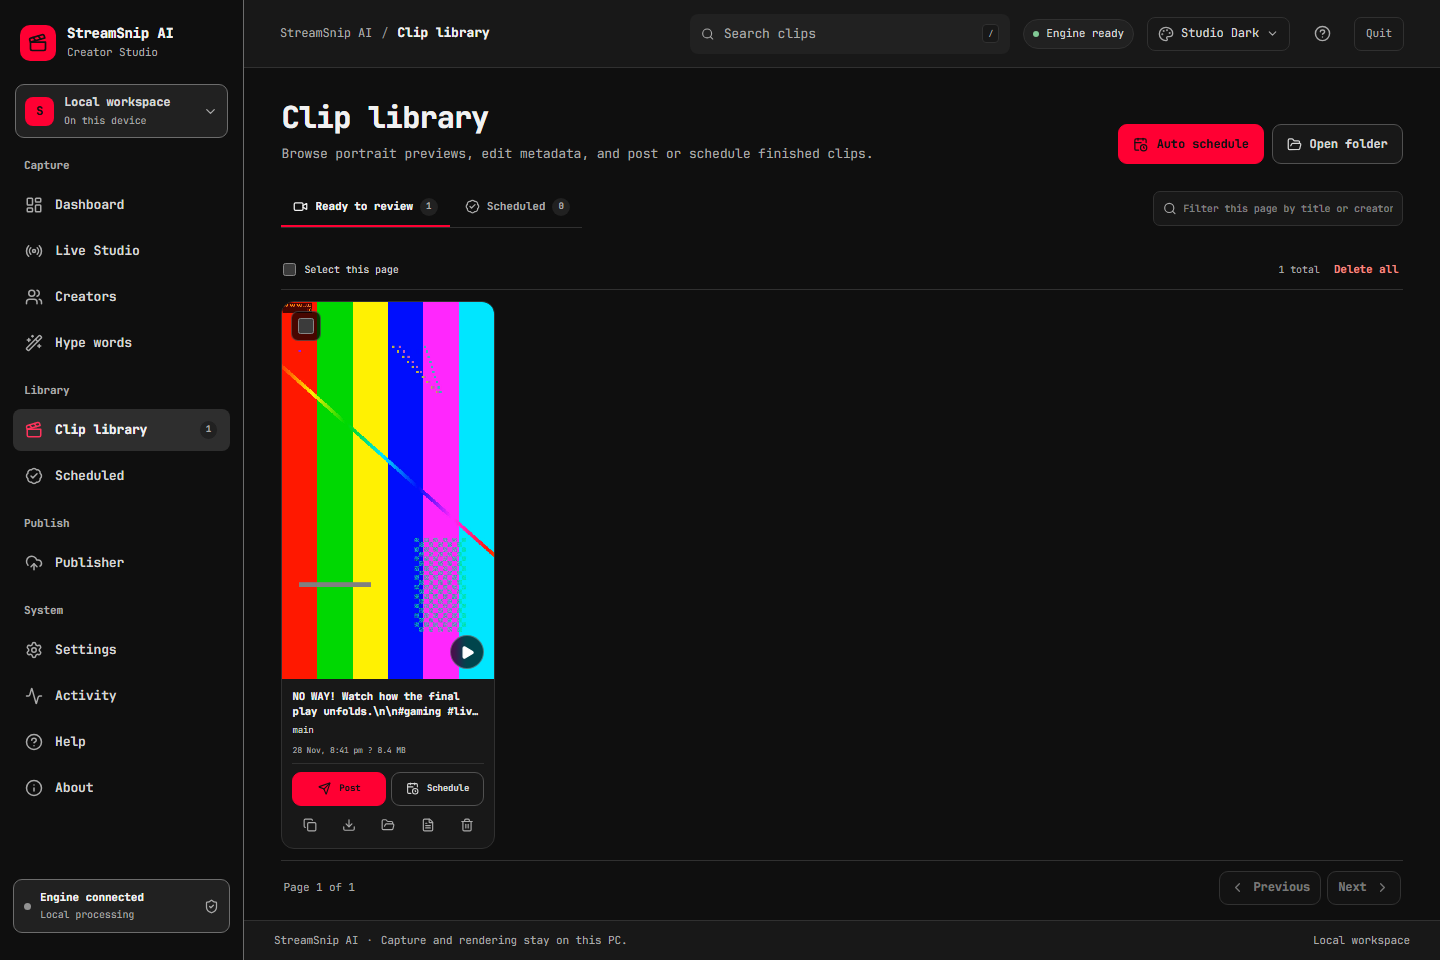 StreamSnip AI
Creator Studio
S
Local workspace
On this device
Capture
Dashboard
Live Studio
Creators
Hype words
Library
Clip library 1
Scheduled
Publish
Publisher
System
Settings
Activity
Help
About
Engine connected
Local processing
StreamSnip AI / Clip library
Search clips /
Engine ready
Studio Dark
Quit
Clip library
Browse portrait previews, edit metadata, and post or schedule finished clips.
Auto schedule
Open folder
Ready to review 1
Scheduled 0
Filter this page by title or creator
Select this page
1 total
Delete all
NO WAY! Watch how the final
play unfolds.\n\n#gaming #liv…
main
28 Nov, 8:41 pm ? 8.4 MB
Post
Schedule
Page 1 of 1
Previous
Next
StreamSnip AI · Capture and rendering stay on this PC.
Local workspace